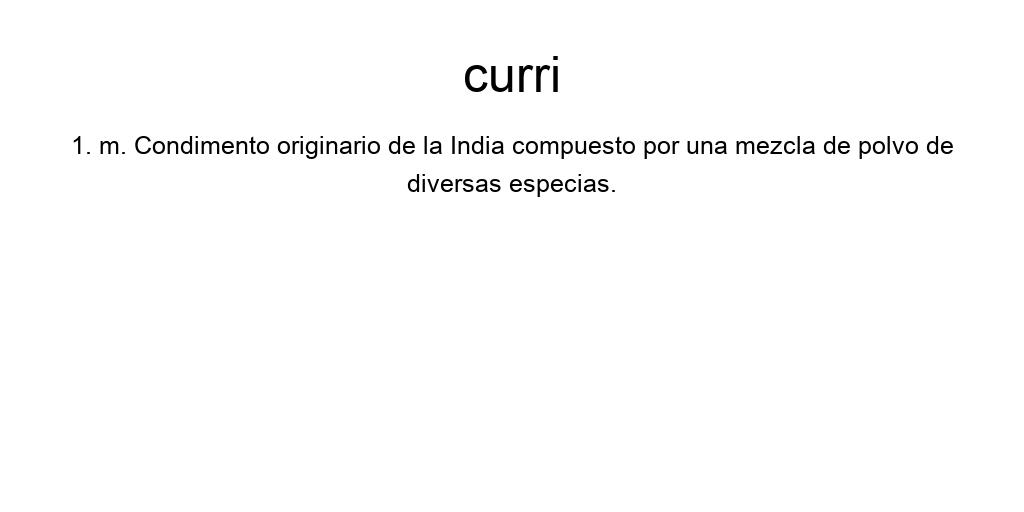 curri
1. m. Condimento originario de la India compuesto por una mezcla de polvo de
diversas especias.